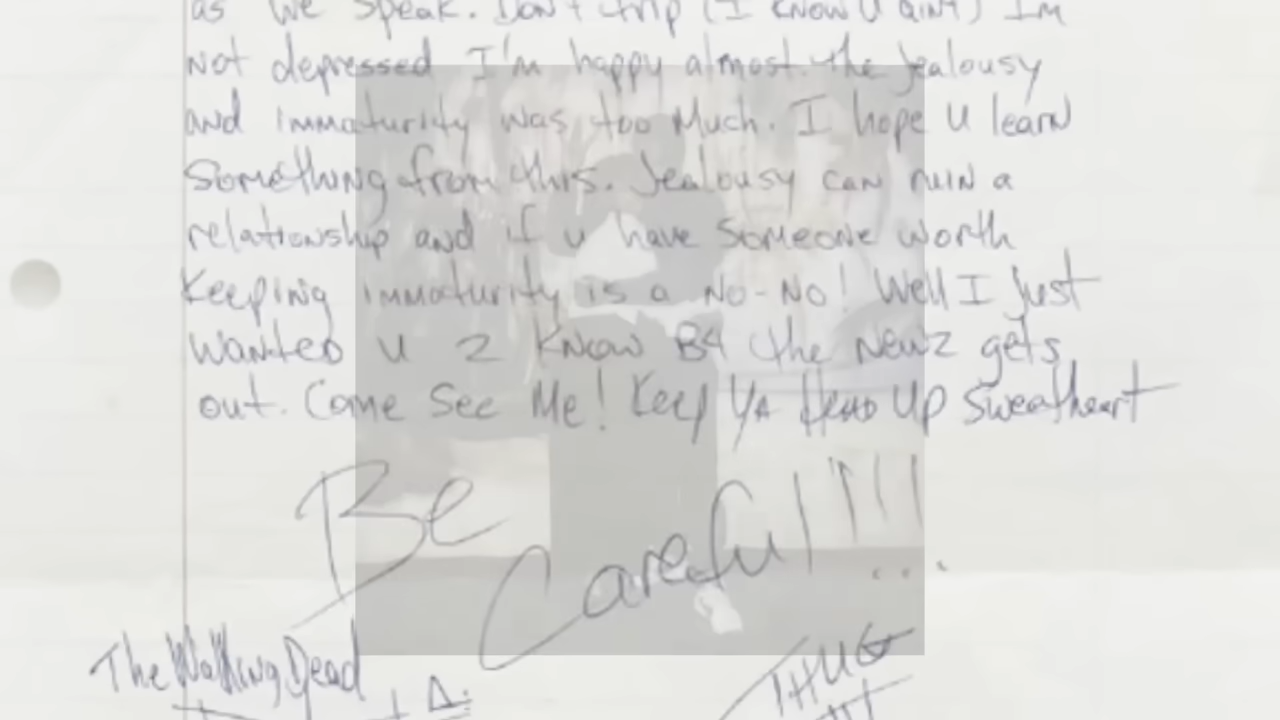 as we speak. Don't trip (I know U aint) Im
not depressed I'm happy almost. the jealousy
and immaturity was too Much. I hope U learn
Something from this. Jealousy can ruin a
relationship and if u have someone worth
Keeping immaturity is a No-No! Well I just
wanted u 2 know B4 the Newz gets
out. Come See Me! Keep Ya Head Up Sweetheart
Be Careful!!!!...
The Walking Dead
THUG